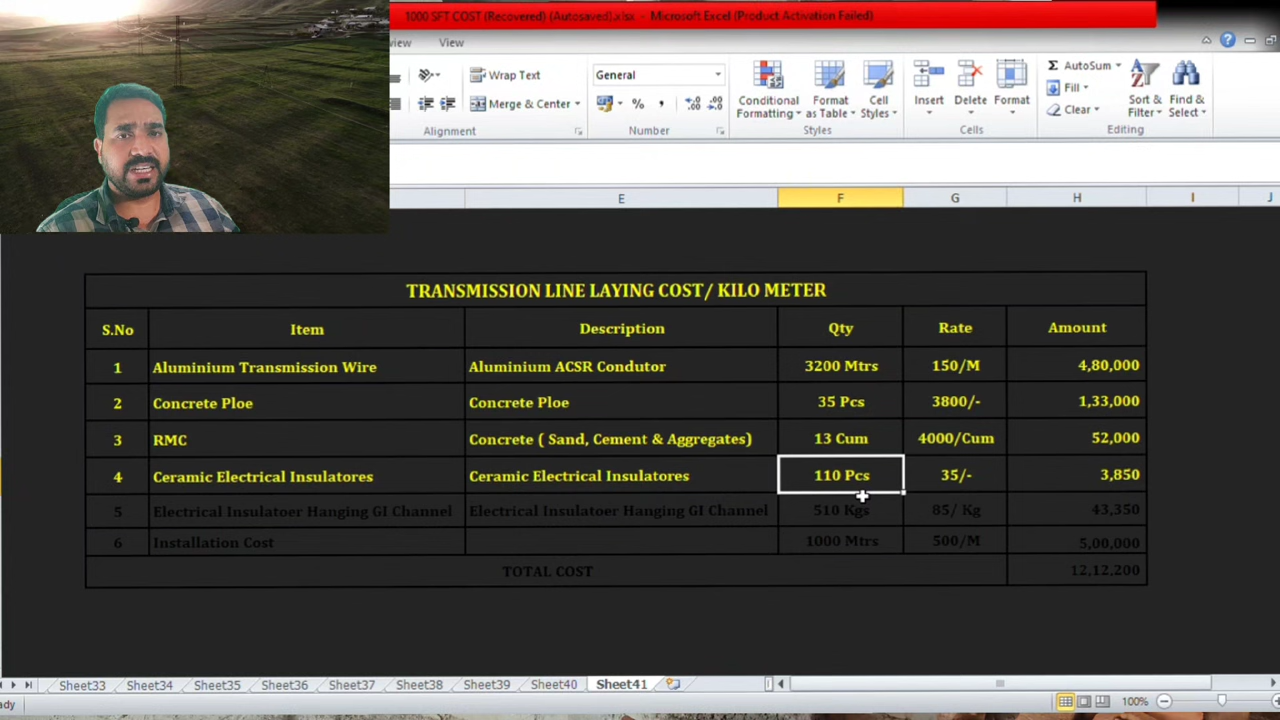 1000 SFT COST (Recovered) (Autosaved).xlsx - Microsoft Excel (Product Activation Failed)
view View
Wrap Text General Σ AutoSum
Merge & Center % , Conditional Formatting Format as Table Cell Styles Insert Delete Format Fill Clear Sort & Filter Find & Select
Alignment Number Styles Cells Editing
E F G H I J
TRANSMISSION LINE LAYING COST/ KILO METER
S.No Item Description Qty Rate Amount
1 Aluminium Transmission Wire Aluminium ACSR Condutor 3200 Mtrs 150/M 4,80,000
2 Concrete Ploe Concrete Ploe 35 Pcs 3800/- 1,33,000
3 RMC Concrete ( Sand, Cement & Aggregates) 13 Cum 4000/Cum 52,000
4 Ceramic Electrical Insulatores Ceramic Electrical Insulatores 110 Pcs 35/- 3,850
5 Electrical Insulatoer Hanging GI Channel Electrical Insulatoer Hanging GI Channel 510 Kgs 85/ Kg 43,350
6 Installation Cost 1000 Mtrs 500/M 5,00,000
TOTAL COST 12,12,200
Sheet33 Sheet34 Sheet35 Sheet36 Sheet37 Sheet38 Sheet39 Sheet40 Sheet41
ady 100%